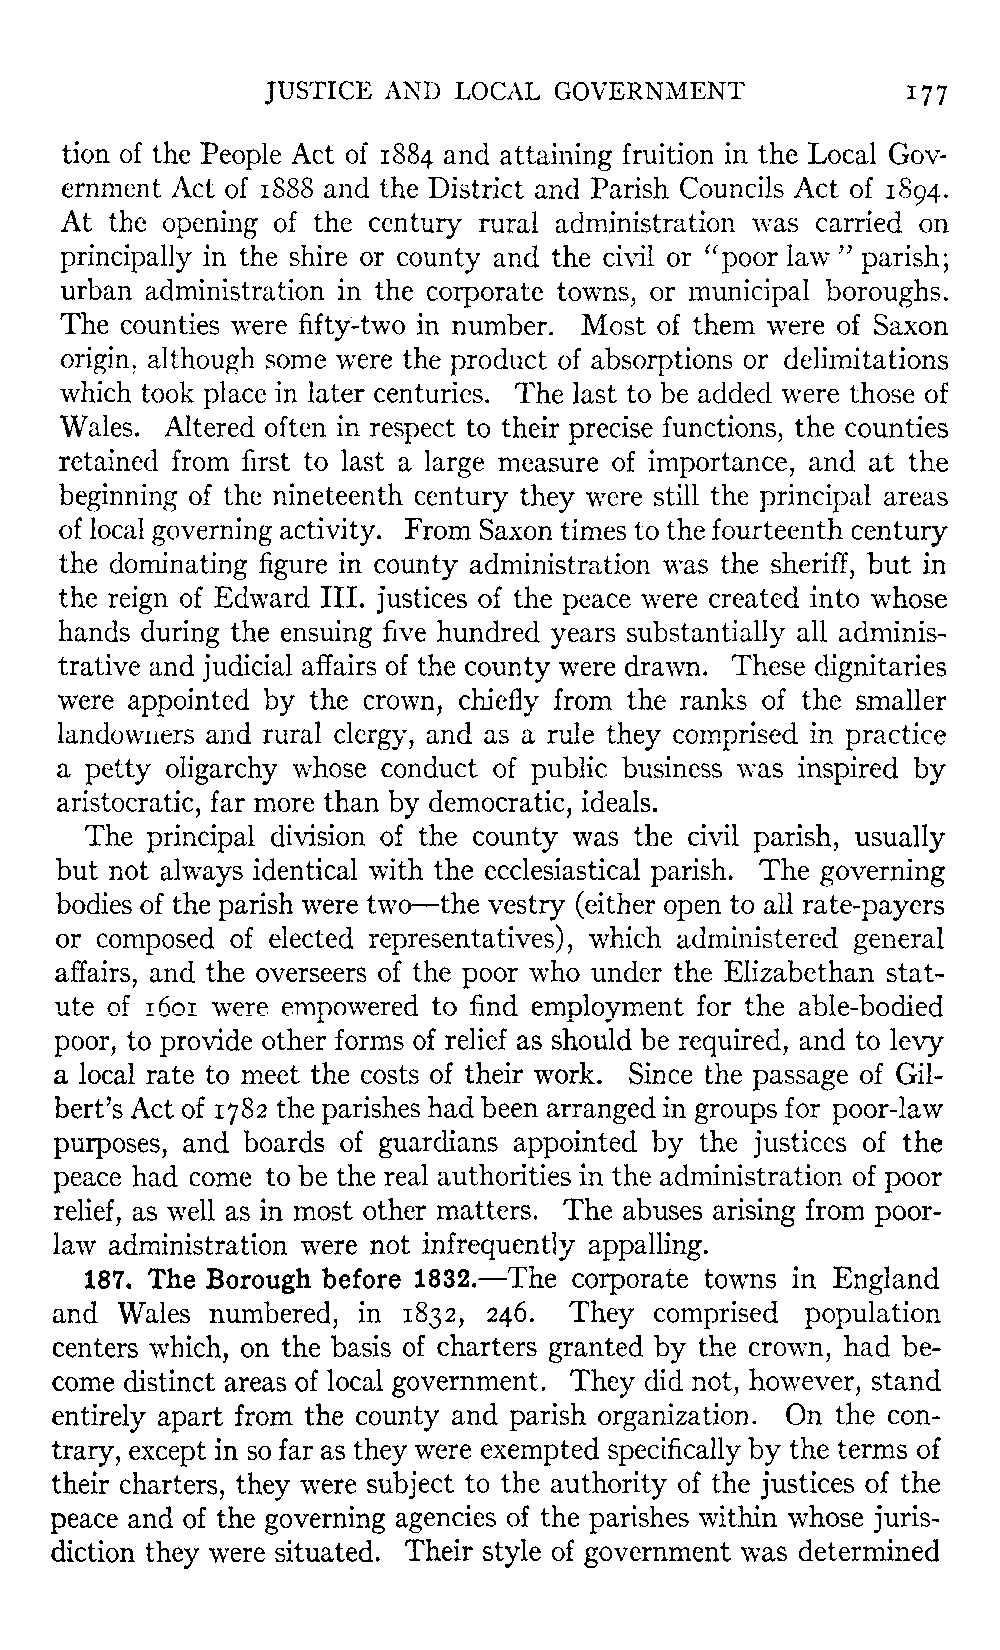 JUSTICE AND LOCAL GOVERNMENT 177
tion of the People Act of 1884 and attaining fruition in the Local Gov-
ernment Act of 1888 and the District and Parish Councils Act of 1894.
At the opening of the century rural administration was carried on
principally in the shire or county and the civil or "poor law" parish;
urban administration in the corporate towns, or municipal boroughs.
The counties were fifty-two in number. Most of them were of Saxon
origin, although some were the product of absorptions or delimitations
which took place in later centuries. The last to be added were those of
Wales. Altered often in respect to their precise functions, the counties
retained from first to last a large measure of importance, and at the
beginning of the nineteenth century they were still the principal areas
of local governing activity. From Saxon times to the fourteenth century
the dominating figure in county administration was the sheriff, but in
the reign of Edward III. justices of the peace were created into whose
hands during the ensuing five hundred years substantially all adminis-
trative and judicial affairs of the county were drawn. These dignitaries
were appointed by the crown, chiefly from the ranks of the smaller
landowners and rural clergy, and as a rule they comprised in practice
a petty oligarchy whose conduct of public business was inspired by
aristocratic, far more than by democratic, ideals.
The principal division of the county was the civil parish, usually
but not always identical with the ecclesiastical parish. The governing
bodies of the parish were two—the vestry (either open to all rate-payers
or composed of elected representatives), which administered general
affairs, and the overseers of the poor who under the Elizabethan stat-
ute of 1601 were empowered to find employment for the able-bodied
poor, to provide other forms of relief as should be required, and to levy
a local rate to meet the costs of their work. Since the passage of Gil-
bert's Act of 1782 the parishes had been arranged in groups for poor-law
purposes, and boards of guardians appointed by the justices of the
peace had come to be the real authorities in the administration of poor
relief, as well as in most other matters. The abuses arising from poor-
law administration were not infrequently appalling.
187. The Borough before 1832.—The corporate towns in England
and Wales numbered, in 1832, 246. They comprised population
centers which, on the basis of charters granted by the crown, had be-
come distinct areas of local government. They did not, however, stand
entirely apart from the county and parish organization. On the con-
trary, except in so far as they were exempted specifically by the terms of
their charters, they were subject to the authority of the justices of the
peace and of the governing agencies of the parishes within whose juris-
diction they were situated. Their style of government was determined